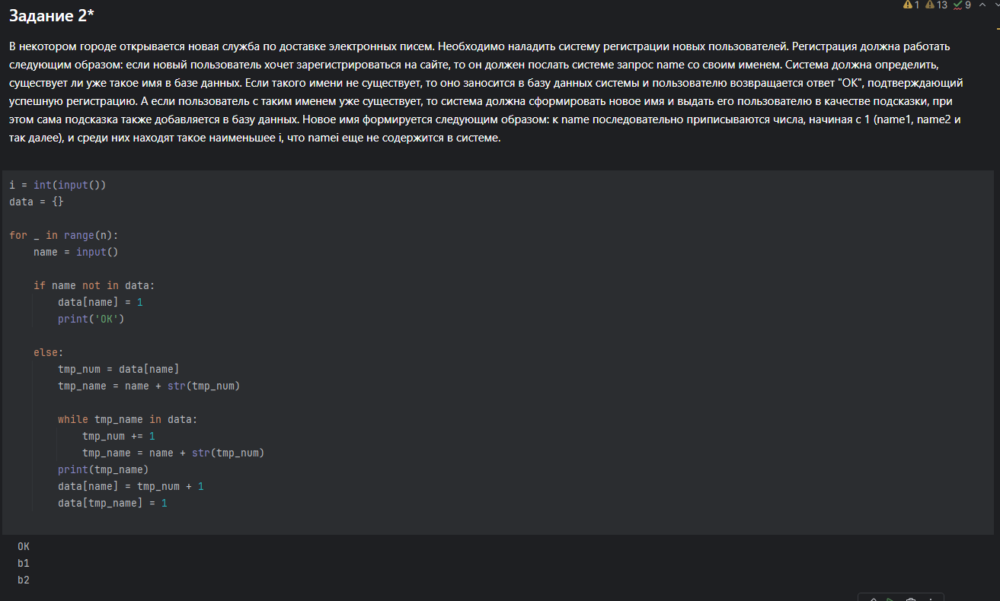 Задание 2*
1 13 9
В некотором городе открывается новая служба по доставке электронных писем. Необходимо наладить систему регистрации новых пользователей. Регистрация должна работать
следующим образом: если новый пользователь хочет зарегистрироваться на сайте, то он должен послать системе запрос name со своим именем. Система должна определить,
существует ли уже такое имя в базе данных. Если такого имени не существует, то оно заносится в базу данных системы и пользователю возвращается ответ "ОК", подтверждающий
успешную регистрацию. А если пользователь с таким именем уже существует, то система должна сформировать новое имя и выдать его пользователю в качестве подсказки, при
этом сама подсказка также добавляется в базу данных. Новое имя формируется следующим образом: к name последовательно приписываются числа, начиная с 1 (name1, name2 и
так далее), и среди них находят такое наименьшее i, что namei еще не содержится в системе.
i = int(input())
data = {}
for _ in range(n):
    name = input()
    if name not in data:
        data[name] = 1
        print('OK')
    else:
        tmp_num = data[name]
        tmp_name = name + str(tmp_num)
        while tmp_name in data:
            tmp_num += 1
            tmp_name = name + str(tmp_num)
        print(tmp_name)
        data[name] = tmp_num + 1
        data[tmp_name] = 1
OK
b1
b2